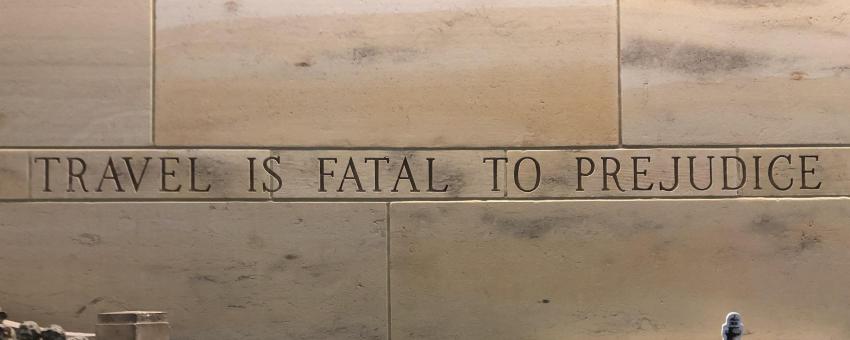 TRAVEL IS FATAL TO PREJUDICE